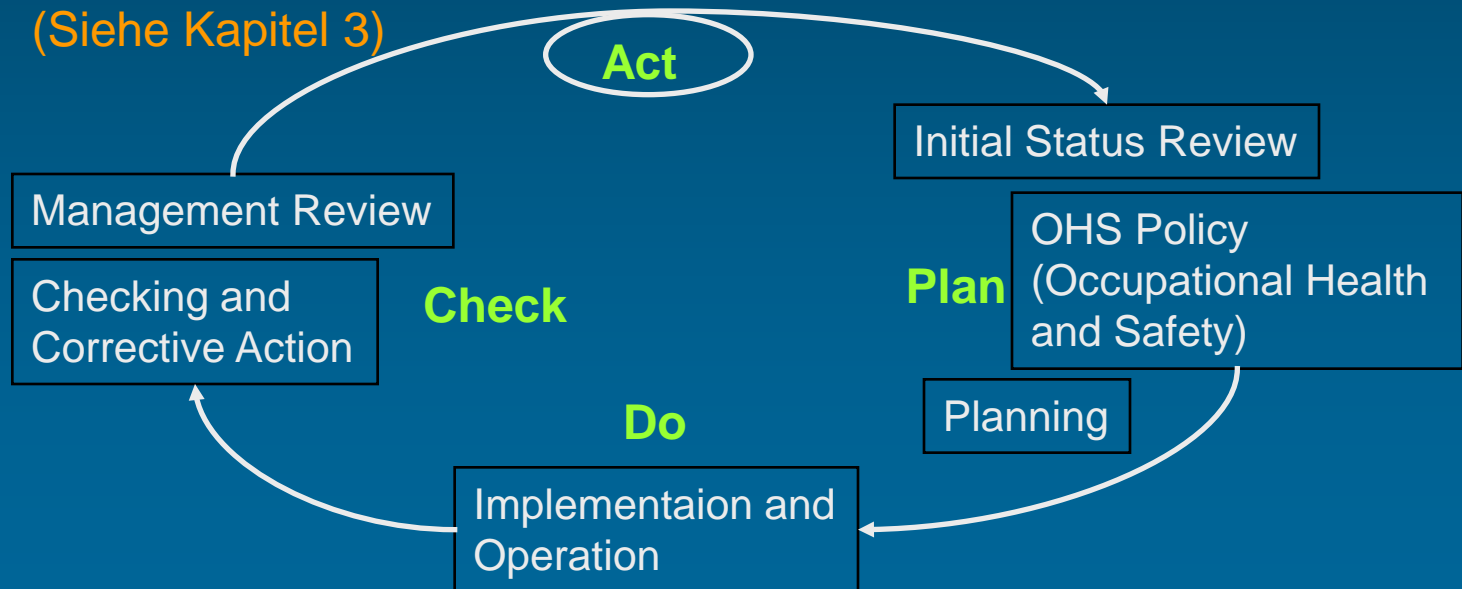 (Siehe Kapitel 3)
Act
Initial Status Review
Management Review
OHS Policy
(Occupational Health
and Safety)
Plan
Checking and
Corrective Action
Check
Planning
Do
Implementaion and
Operation